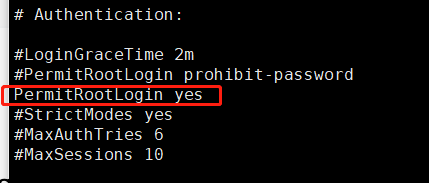 # Authentication:
#LoginGraceTime 2m
#PermitRootLogin prohibit-password
PermitRootLogin yes
#StrictModes yes
#MaxAuthTries 6
#MaxSessions 10